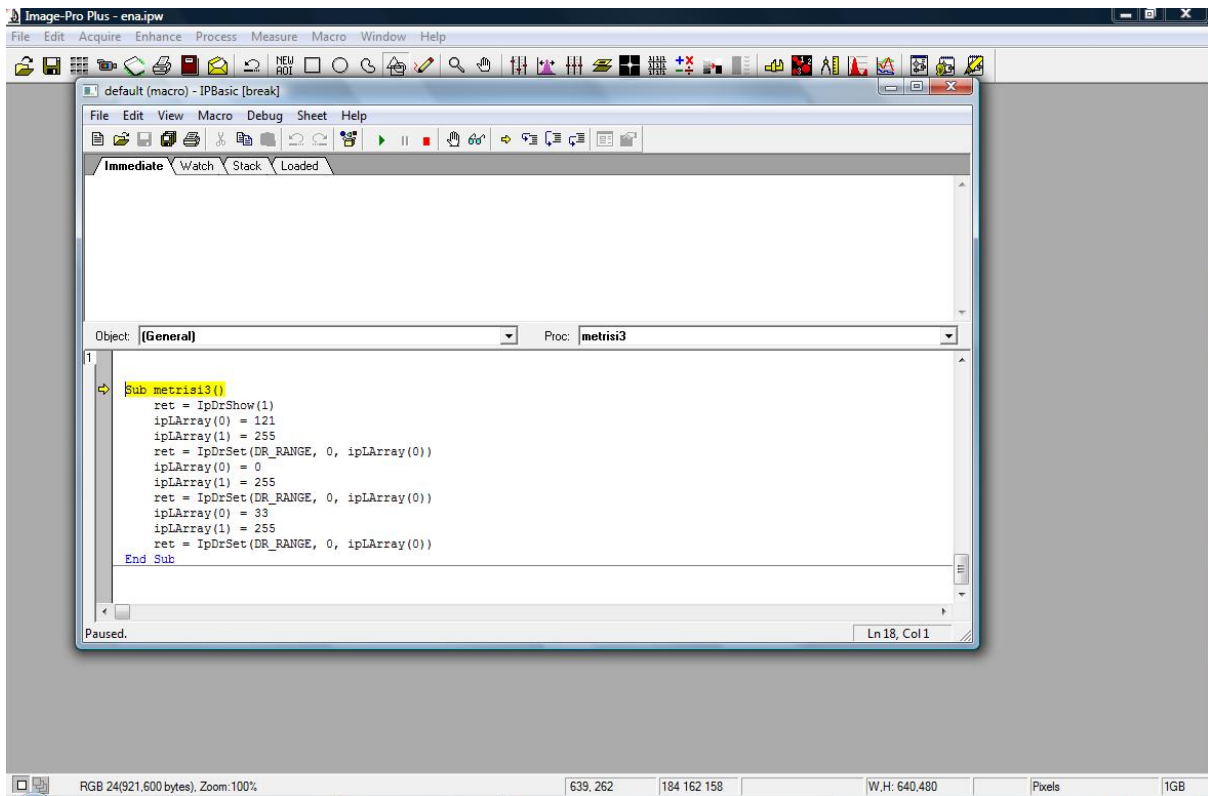 Image-Pro Plus - ena.ipw
File Edit Acquire Enhance Process Measure Macro Window Help
NEW AOI
default (macro) - IPBasic [break]
File Edit View Macro Debug Sheet Help
Immediate Watch Stack Loaded
Object: (General) Proc: metrisi3
1
Sub metrisi3()
ret = IpDrShow(1)
ipLArray(0) = 121
ipLArray(1) = 255
ret = IpDrSet(DR_RANGE, 0, ipLArray(0))
ipLArray(0) = 0
ipLArray(1) = 255
ret = IpDrSet(DR_RANGE, 0, ipLArray(0))
ipLArray(0) = 33
ipLArray(1) = 255
ret = IpDrSet(DR_RANGE, 0, ipLArray(0))
End Sub
Paused. Ln 18, Col 1
RGB 24(921,600 bytes), Zoom:100% 639, 262 184 162 158 W,H: 640,480 Pixels 1GB